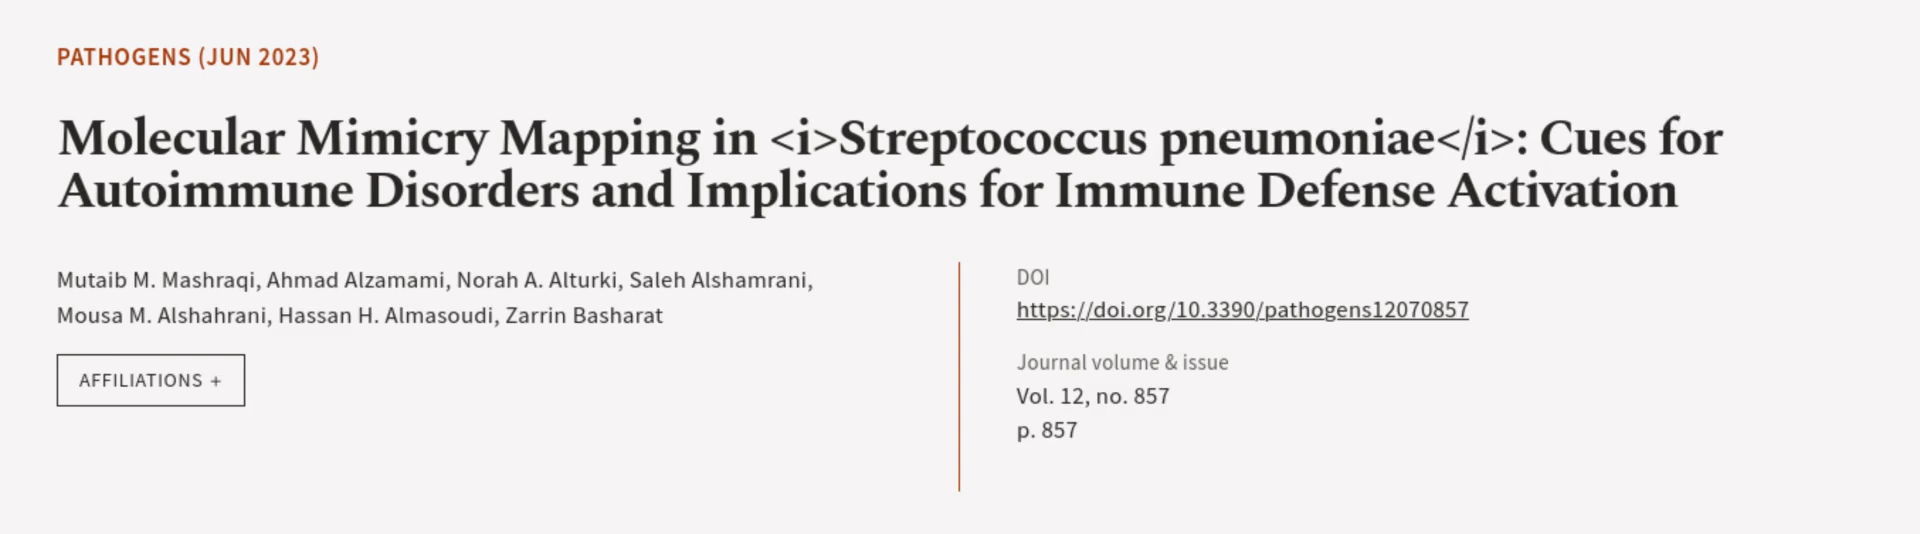 PATHOGENS (JUN 2023)
Molecular Mimicry Mapping in <i>Streptococcus pneumoniae</i>: Cues for
Autoimmune Disorders and Implications for Immune Defense Activation
Mutaib M. Mashraqi, Ahmad Alzamami, Norah A. Alturki, Saleh Alshamrani,
Mousa M. Alshahrani, Hassan H. Almasoudi, Zarrin Basharat
AFFILIATIONS +
DOI
https://doi.org/10.3390/pathogens12070857
Journal volume & issue
Vol. 12, no. 857
p. 857